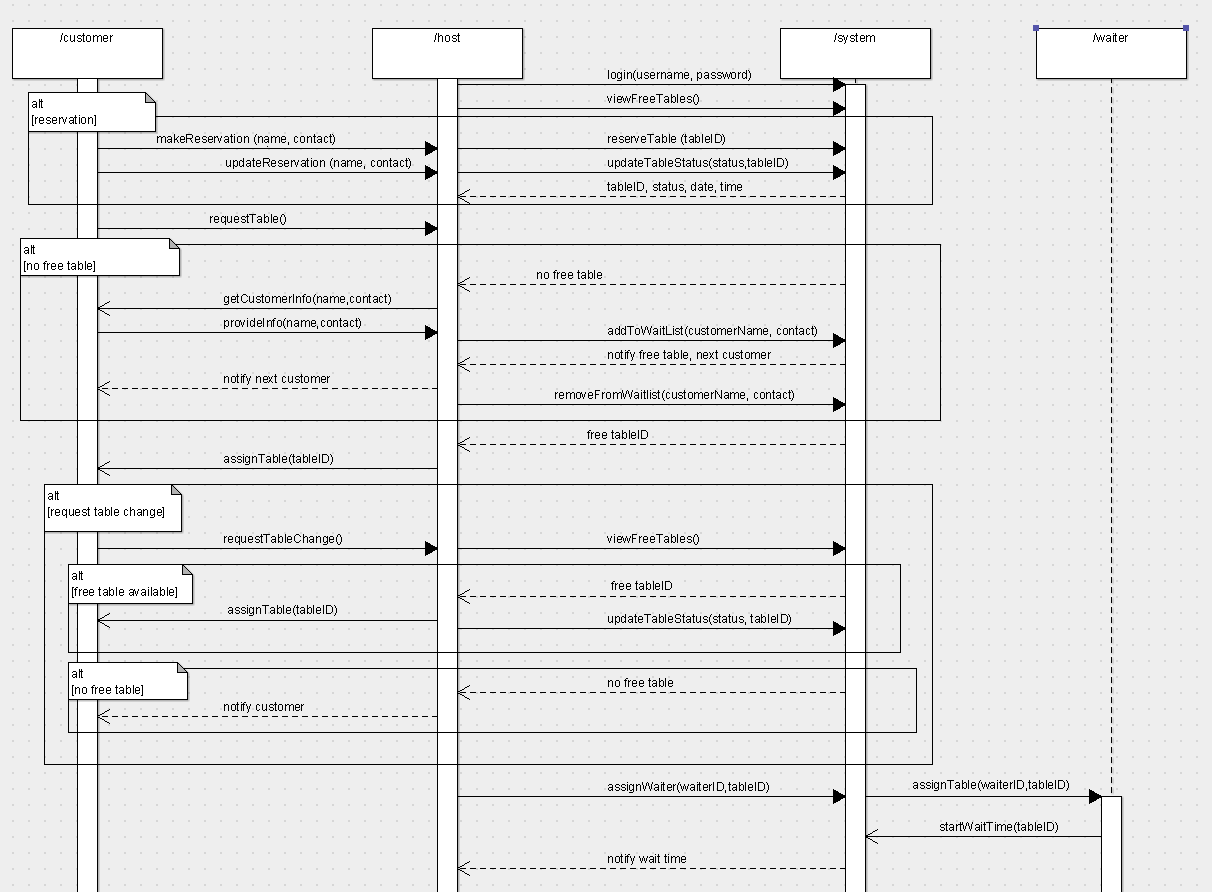 /customer
/host
/system
/waiter
login(username, password)
viewFreeTables()
alt
[reservation]
makeReservation (name, contact)
reserveTable (tableID)
updateReservation (name, contact)
updateTableStatus(status,tableID)
tableID, status, date, time
requestTable()
alt
[no free table]
no free table
getCustomerInfo(name,contact)
provideInfo(name,contact)
addToWaitList(customerName, contact)
notify free table, next customer
notify next customer
removeFromWaitlist(customerName, contact)
free tableID
assignTable(tableID)
alt
[request table change]
requestTableChange()
viewFreeTables()
alt
[free table available]
free tableID
assignTable(tableID)
updateTableStatus(status, tableID)
alt
[no free table]
no free table
notify customer
assignWaiter(waiterID,tableID)
assignTable(waiterID,tableID)
startWaitTime(tableID)
notify wait time